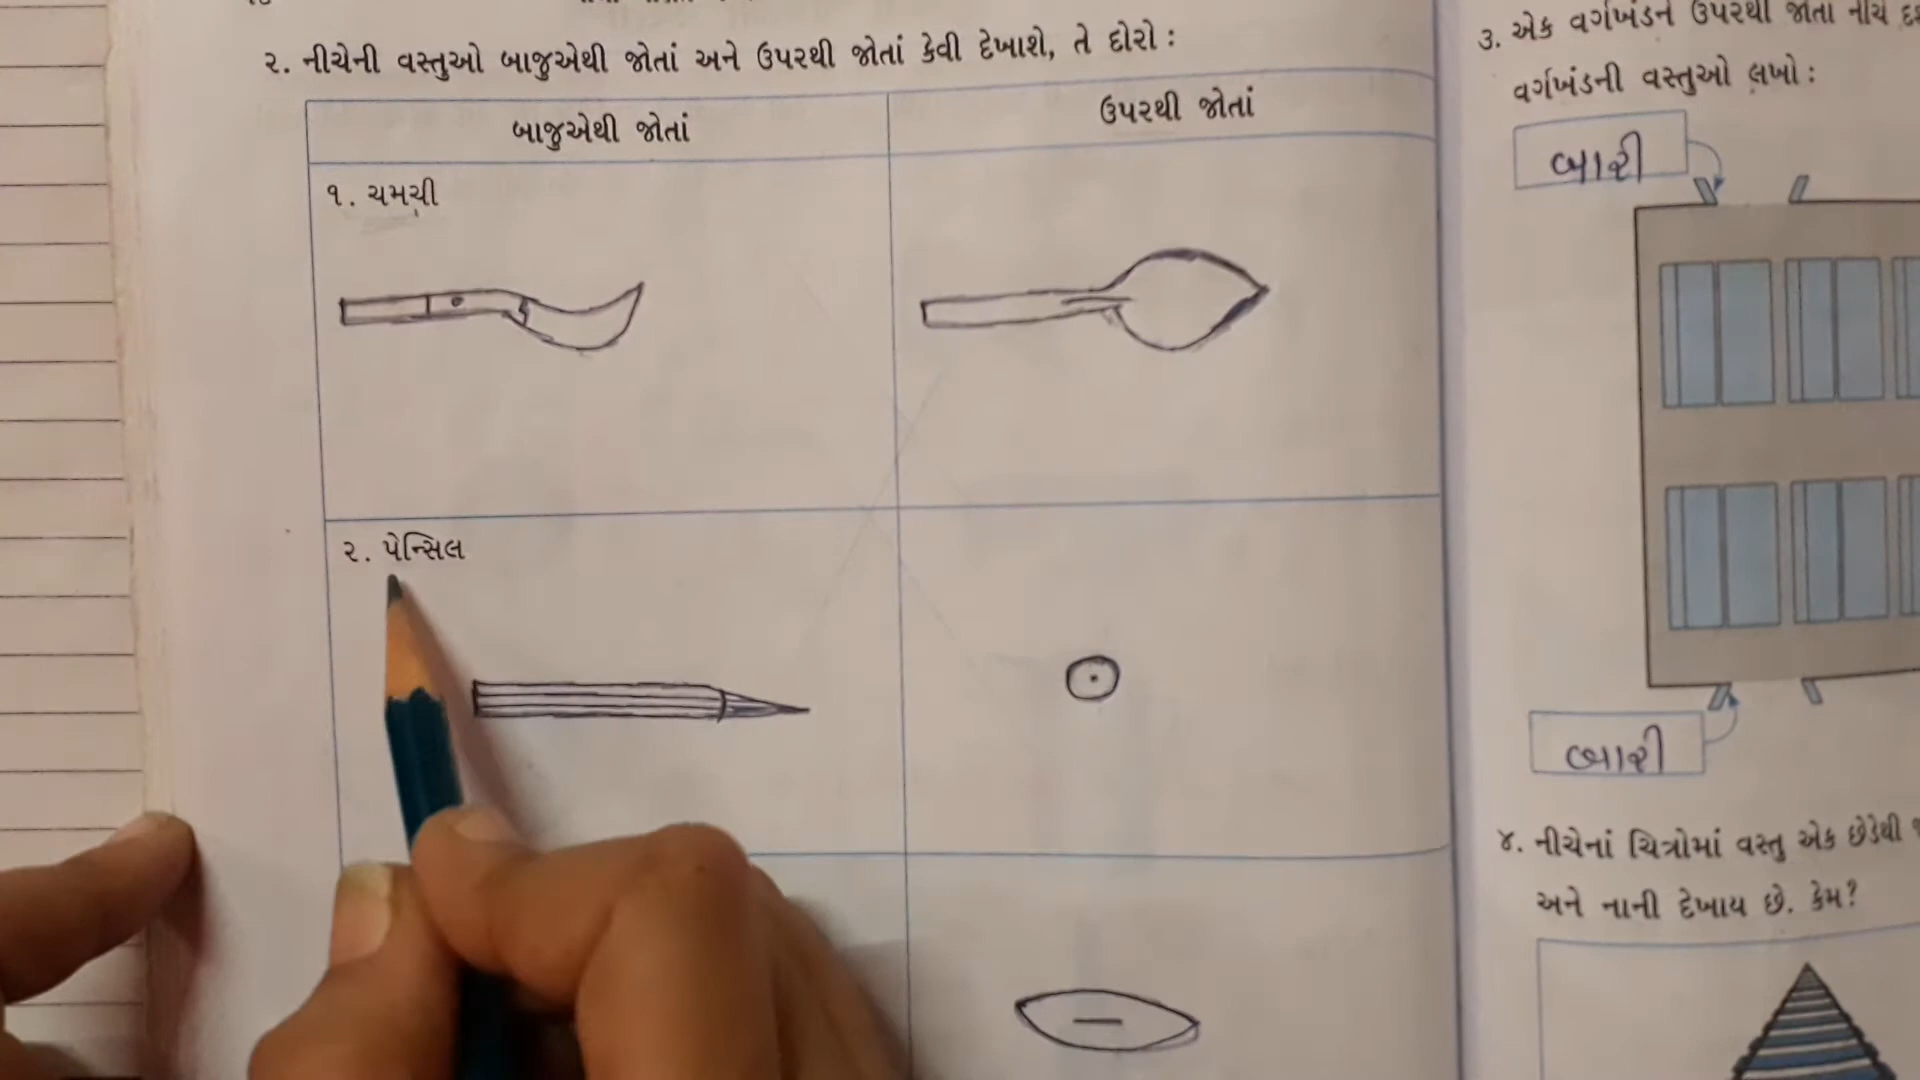 ૨. નીચેની વસ્તુઓ બાજુએથી જોતાં અને ઉપરથી જોતાં કેવી દેખાશે, તે દોરો :
બાજુએથી જોતાં
ઉપરથી જોતાં
૧. ચમચી
૨. પેન્સિલ
૩. એક વર્ગખંડને ઉપરથી જોતા નીચે
વર્ગખંડની વસ્તુઓ લખો :
બારી
બારી
૪. નીચેનાં ચિત્રોમાં વસ્તુ એક છેડેથી
અને નાની દેખાય છે. કેમ?